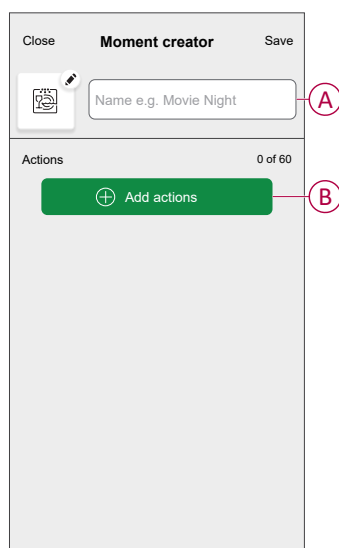 Close Moment creator Save
Name e.g. Movie Night
A
Actions 0 of 60
Add actions
B